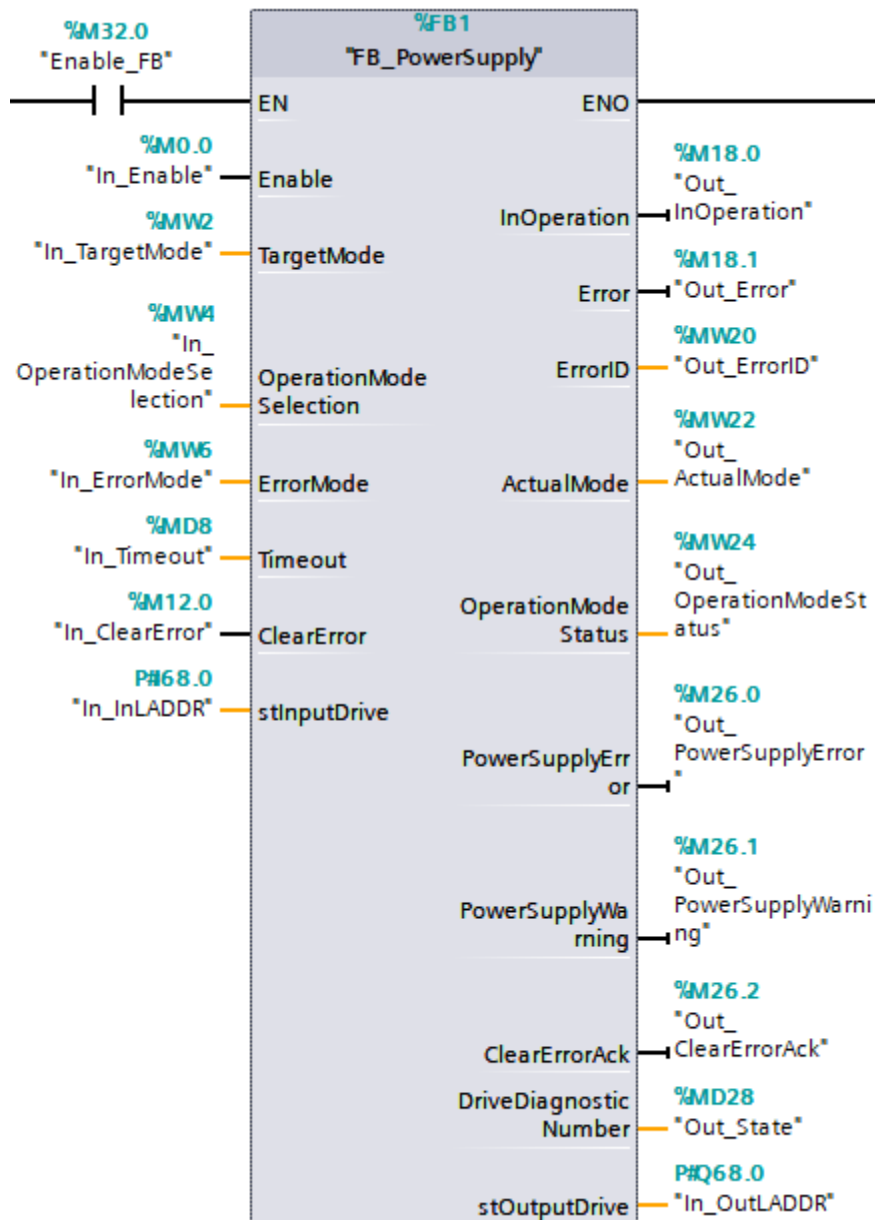 %FB1
"FB_PowerSupply"
%M32.0
"Enable_FB"
EN
ENO
%M0.0
"In_Enable"
Enable
%MW2
"In_TargetMode"
TargetMode
%MW4
"In_
OperationModeSe
lection"
OperationMode
Selection
%MW6
"In_ErrorMode"
ErrorMode
%MD8
"In_Timeout"
Timeout
%M12.0
"In_ClearError"
ClearError
P#I68.0
"In_InLADDR"
stInputDrive
InOperation
%M18.0
"Out_
InOperation"
Error
%M18.1
"Out_Error"
ErrorID
%MW20
"Out_ErrorID"
ActualMode
%MW22
"Out_
ActualMode"
OperationMode
Status
%MW24
"Out_
OperationModeSt
atus"
PowerSupplyErr
or
%M26.0
"Out_
PowerSupplyError
"
PowerSupplyWa
rning
%M26.1
"Out_
PowerSupplyWarni
ng"
ClearErrorAck
%M26.2
"Out_
ClearErrorAck"
DriveDiagnostic
Number
%MD28
"Out_State"
stOutputDrive
P#Q68.0
"In_OutLADDR"